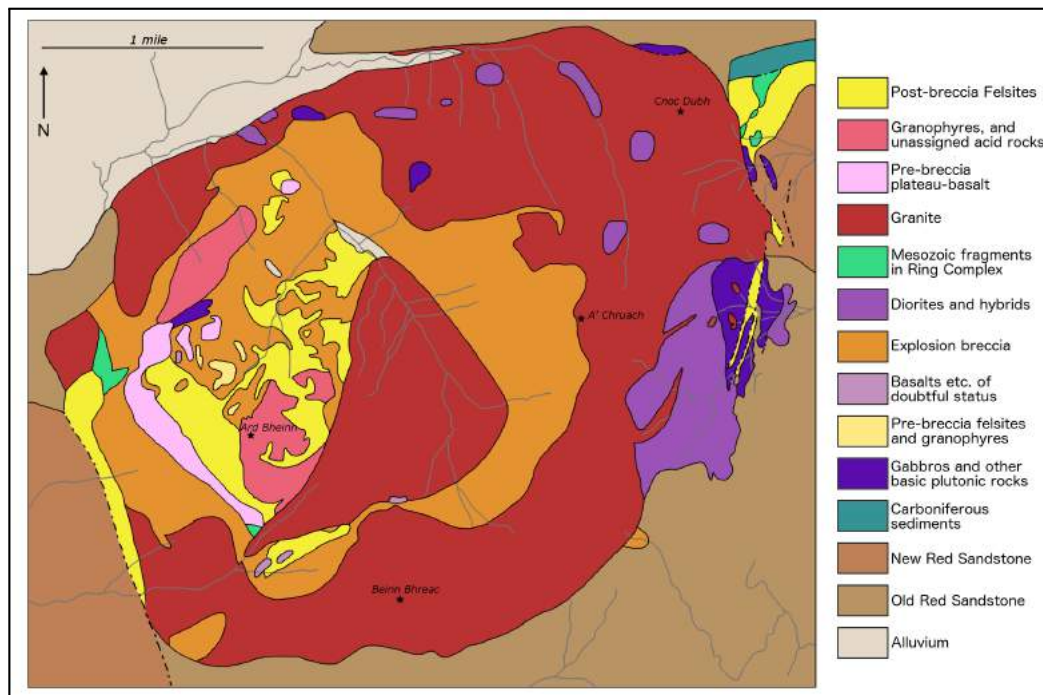 1 mile
N
Cnoc Dubh
A' Chruach
Ard Bheinn
Beinn Bhreac
Post-breccia Felsites
Granophyres, and
unassigned acid rocks
Pre-breccia
plateau-basalt
Granite
Mesozoic fragments
in Ring Complex
Diorites and hybrids
Explosion breccia
Basalts etc. of
doubtful status
Pre-breccia felsites
and granophyres
Gabbros and other
basic plutonic rocks
Carboniferous
sediments
New Red Sandstone
Old Red Sandstone
Alluvium